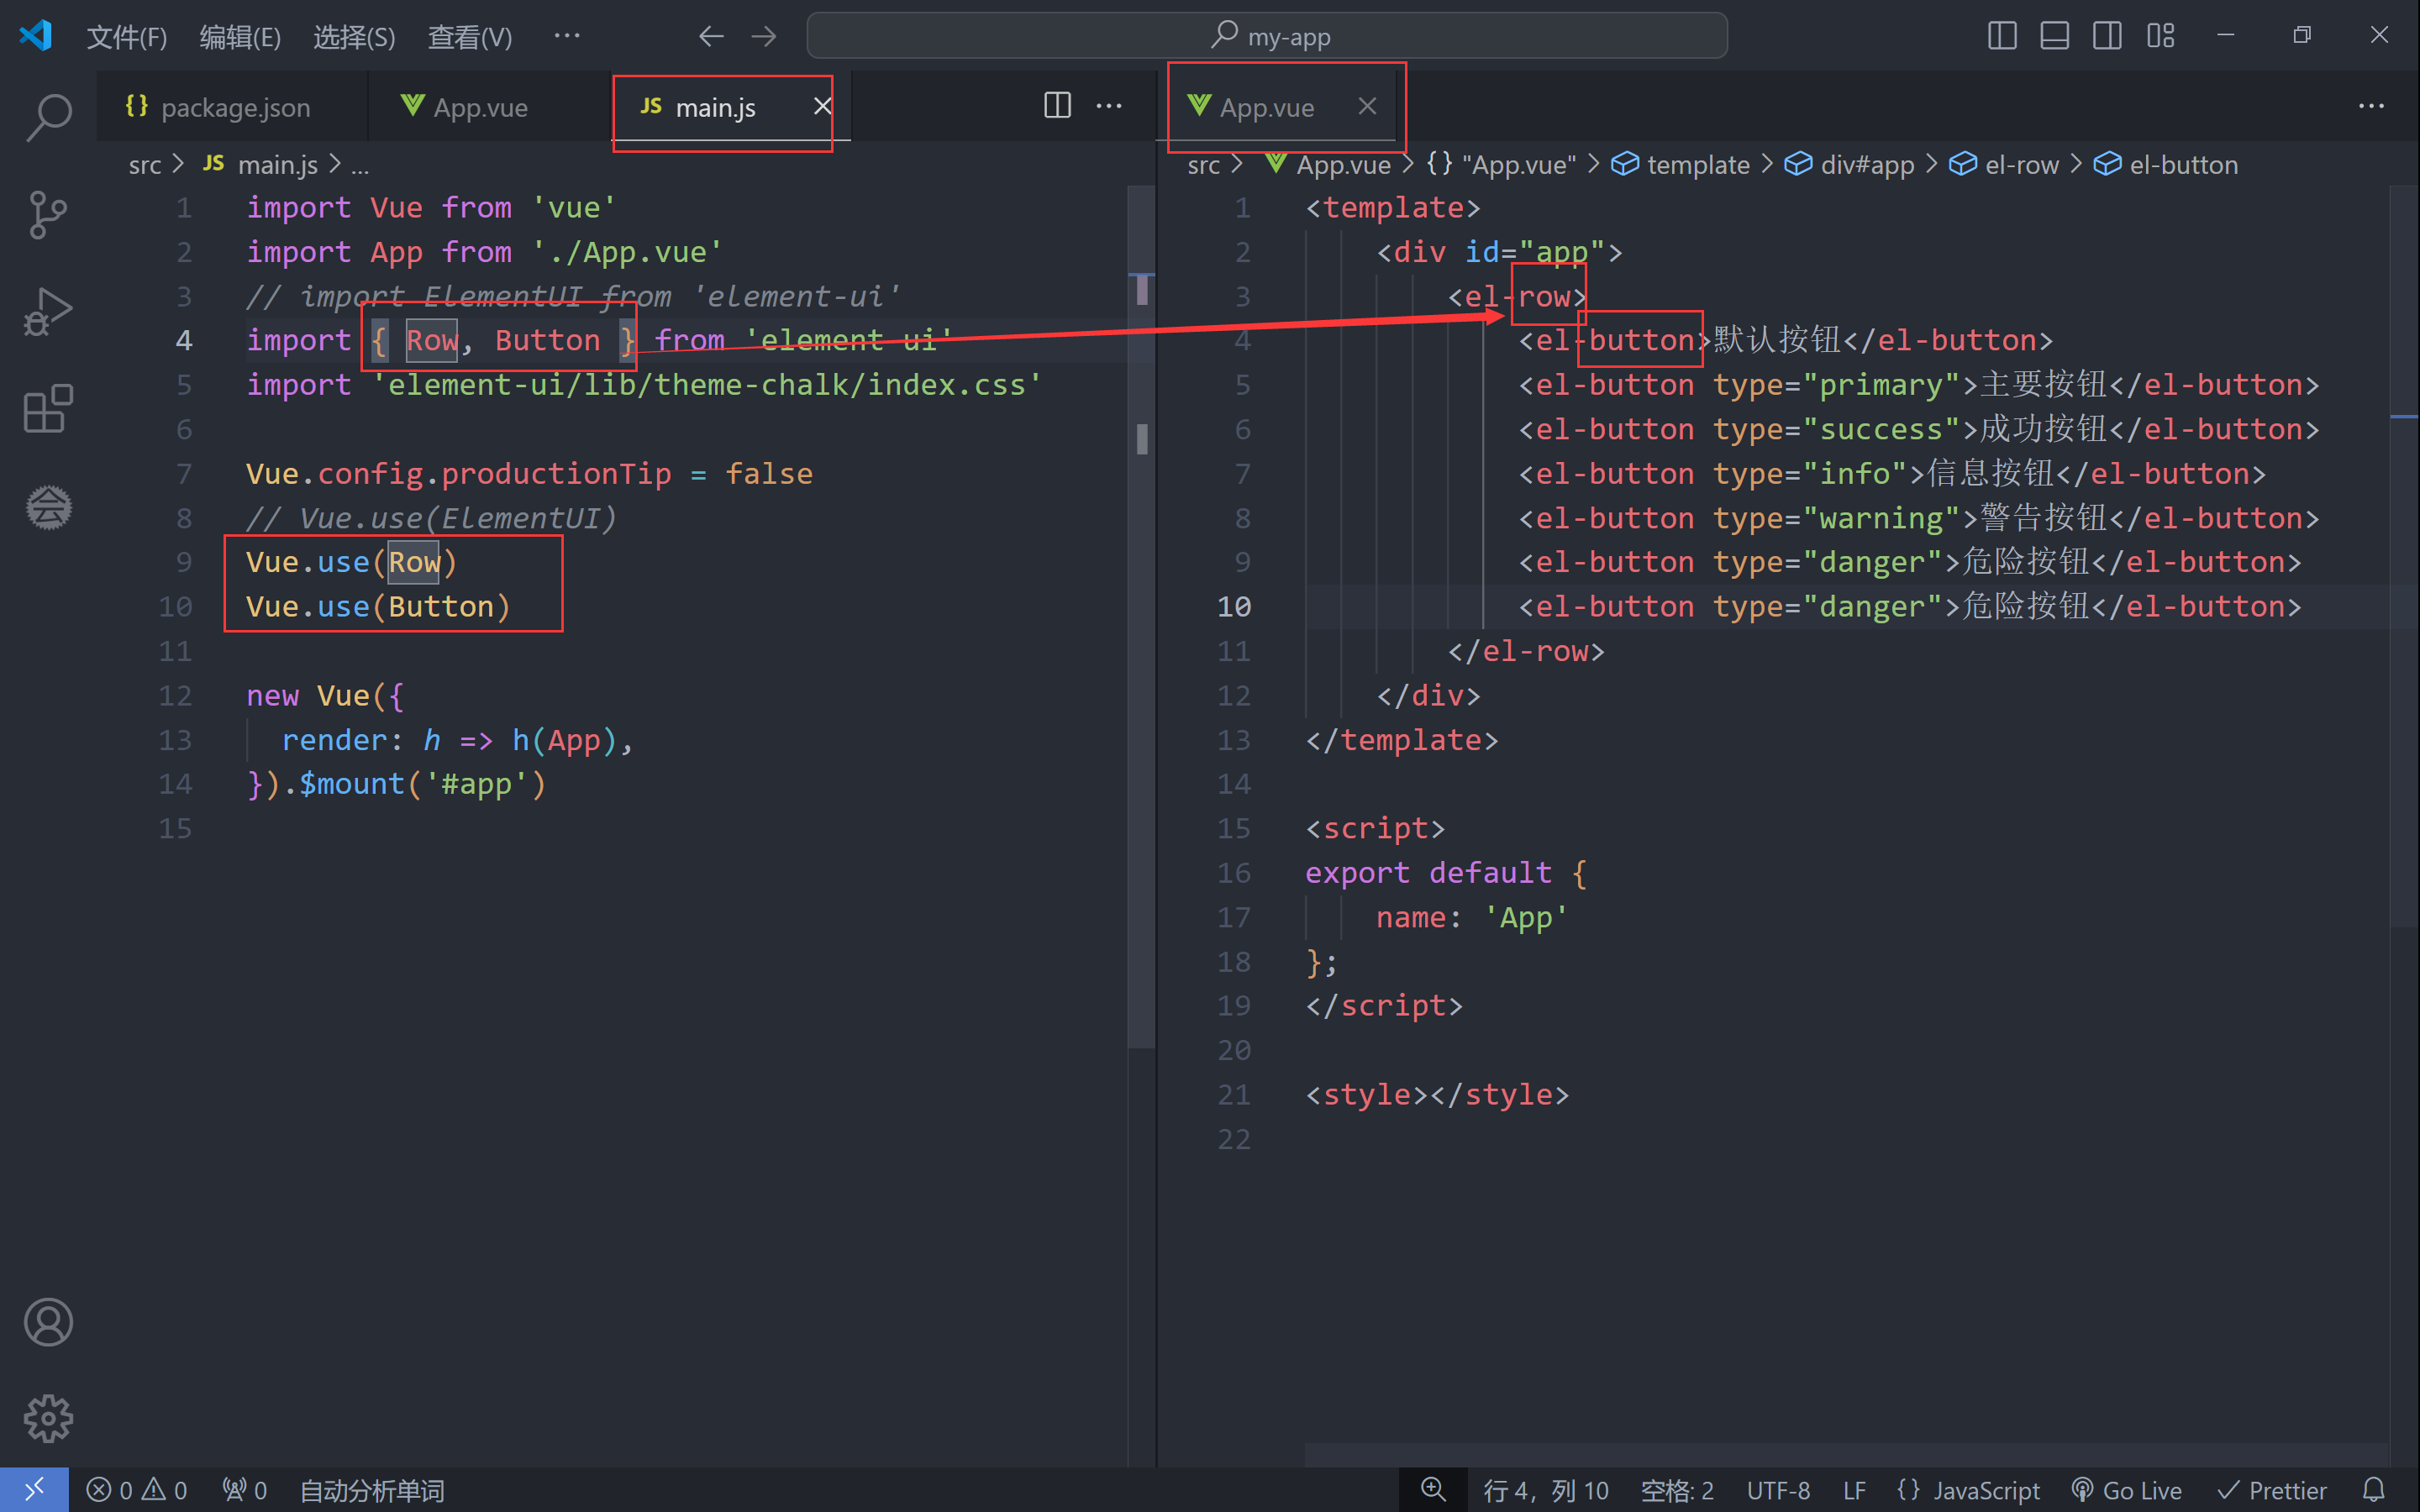 文件(F) 编辑(E) 选择(S) 查看(V) ··· my-app
package.json App.vue JS main.js
src > JS main.js > ...
1 import Vue from 'vue'
2 import App from './App.vue'
3 // import ElementUI from 'element-ui'
4 import { Row, Button } from 'element-ui'
5 import 'element-ui/lib/theme-chalk/index.css'
6
7 Vue.config.productionTip = false
8 // Vue.use(ElementUI)
9 Vue.use(Row)
10 Vue.use(Button)
11
12 new Vue({
13 render: h => h(App),
14 }).$mount('#app')
15
App.vue
src > App.vue > {} "App.vue" > template > div#app > el-row > el-button
1 <template>
2 <div id="app">
3 <el-row>
4 <el-button>默认按钮</el-button>
5 <el-button type="primary">主要按钮</el-button>
6 <el-button type="success">成功按钮</el-button>
7 <el-button type="info">信息按钮</el-button>
8 <el-button type="warning">警告按钮</el-button>
9 <el-button type="danger">危险按钮</el-button>
10 <el-button type="danger">危险按钮</el-button>
11 </el-row>
12 </div>
13 </template>
14
15 <script>
16 export default {
17 name: 'App'
18 };
19 </script>
20
21 <style></style>
22
0 0 0 自动分析单词 行 4，列 10 空格: 2 UTF-8 LF {} JavaScript Go Live Prettier